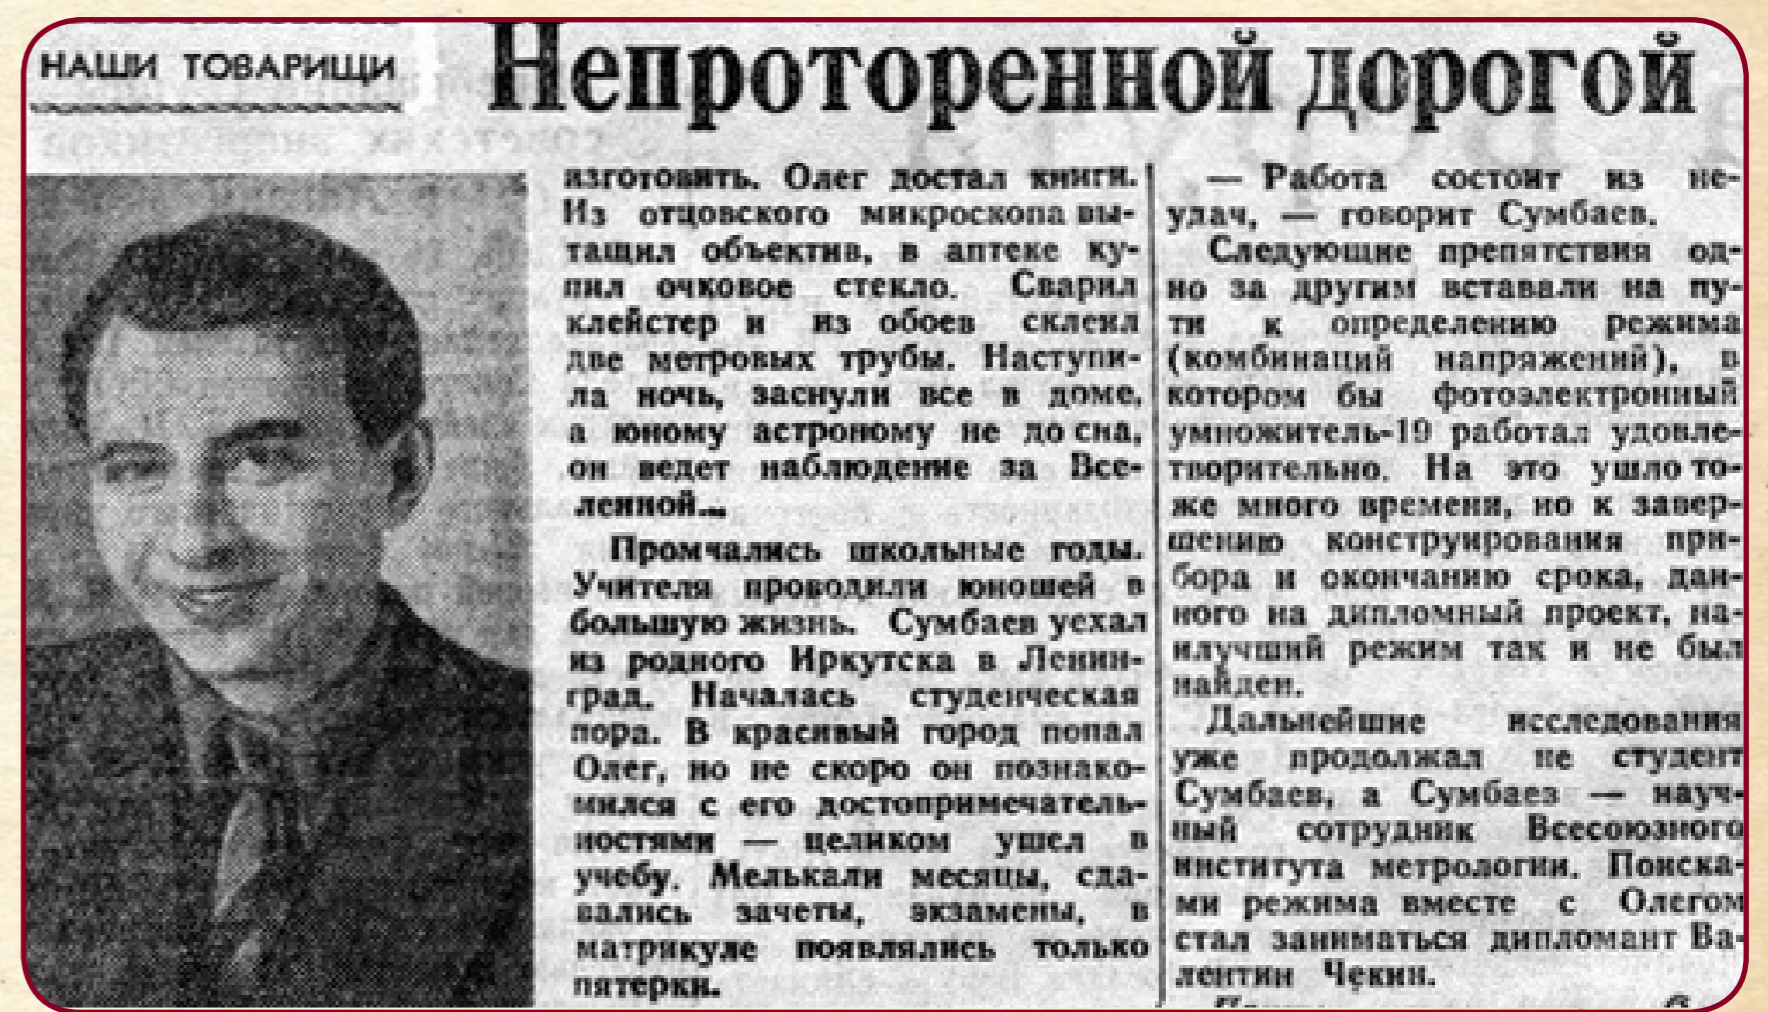 НАШИ ТОВАРИЩИ
Непроторенной дорогой
изготовить. Олег достал книги.
Из отцовского микроскопа вы-
тащил объектив, в аптеке ку-
пил очковое стекло. Сварил
клейстер и из обоев склеил
две метровых трубы. Наступи-
ла ночь, заснули все в доме,
а юному астроному не до сна,
он ведет наблюдение за Все-
ленной...
Промчались школьные годы.
Учителя проводили юношей в
большую жизнь. Сумбаев уехал
из родного Иркутска в Ленин-
град. Началась студенческая
пора. В красивый город попал
Олег, но не скоро он познако-
мился с его достопримечатель-
ностями — целиком ушел в
учебу. Мелькали месяцы, сда-
вались зачеты, экзамены, в
матрикуле появлялись только
пятерки.
— Работа состоит из не-
удач, — говорит Сумбаев.
Следующие препятствия од-
но за другим вставали на пу-
ти к определению режима
(комбинаций напряжений), в
котором бы фотоэлектронный
умножитель-19 работал удовле-
творительно. На это ушло то-
же много времени, но к завер-
шению конструирования при-
бора и окончанию срока, дан-
ного на дипломный проект, на-
илучший режим так и не был
найден.
Дальнейшие исследования
уже продолжал не студент
Сумбаев, а Сумбаев — науч-
ный сотрудник Всесоюзного
института метрологии. Поиска-
ми режима вместе с Олегом
стал заниматься дипломант Ва-
лентин Чекин.